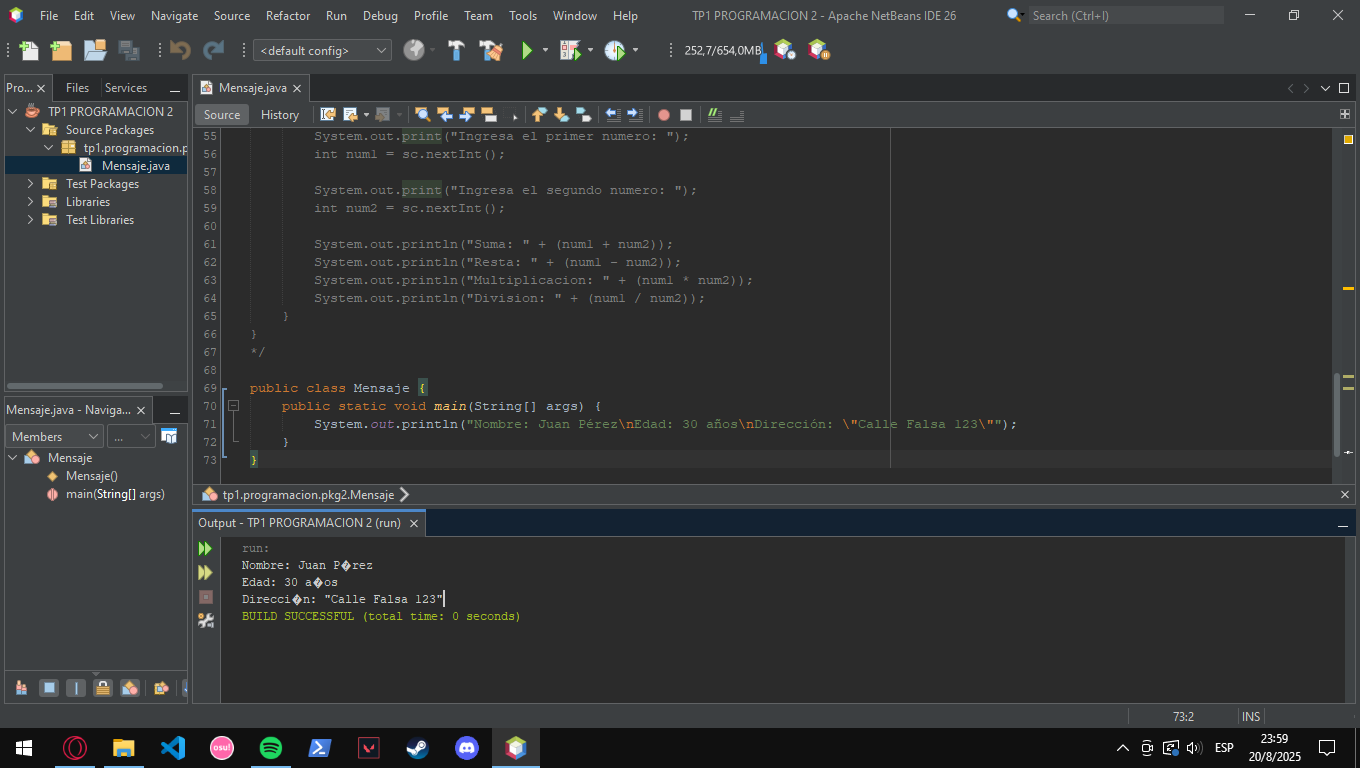 File Edit View Navigate Source Refactor Run Debug Profile Team Tools Window Help
TP1 PROGRAMACION 2 - Apache NetBeans IDE 26
Search (Ctrl+I)
<default config>
252,7/654,0MB
Pro... Files Services
TP1 PROGRAMACION 2
Source Packages
tp1.programacion.p
Mensaje.java
Test Packages
Libraries
Test Libraries
Mensaje.java - Naviga...
Members ...
Mensaje
Mensaje()
main(String[] args)
Mensaje.java
Source History
55 System.out.print("Ingresa el primer numero: ");
56 int num1 = sc.nextInt();
57
58 System.out.print("Ingresa el segundo numero: ");
59 int num2 = sc.nextInt();
60
61 System.out.println("Suma: " + (num1 + num2));
62 System.out.println("Resta: " + (num1 - num2));
63 System.out.println("Multiplicacion: " + (num1 * num2));
64 System.out.println("Division: " + (num1 / num2));
65 }
66 }
67 */
68
69 public class Mensaje {
70 public static void main(String[] args) {
71 System.out.println("Nombre: Juan Pérez\nEdad: 30 años\nDirección: \"Calle Falsa 123\"");
72 }
73 }
tp1.programacion.pkg2.Mensaje
Output - TP1 PROGRAMACION 2 (run)
run:
Nombre: Juan P�rez
Edad: 30 a�os
Direcci�n: "Calle Falsa 123"
BUILD SUCCESSFUL (total time: 0 seconds)
73:2 INS
osu!
ESP
23:59
20/8/2025